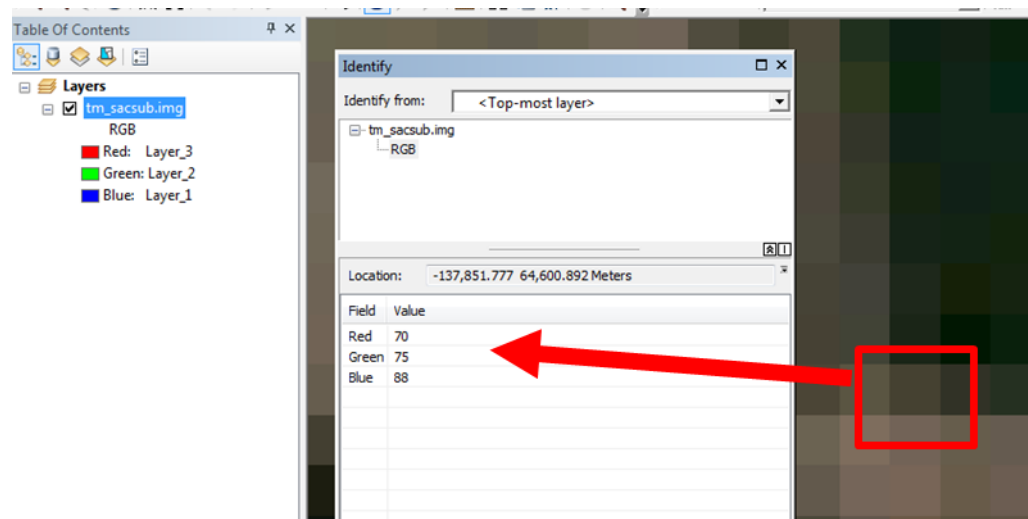 Table Of Contents
Layers
tm_sacsub.img
RGB
Red: Layer_3
Green: Layer_2
Blue: Layer_1
Identify
Identify from: <Top-most layer>
tm_sacsub.img
RGB
Location: -137,851.777 64,600.892 Meters
Field Value
Red 70
Green 75
Blue 88